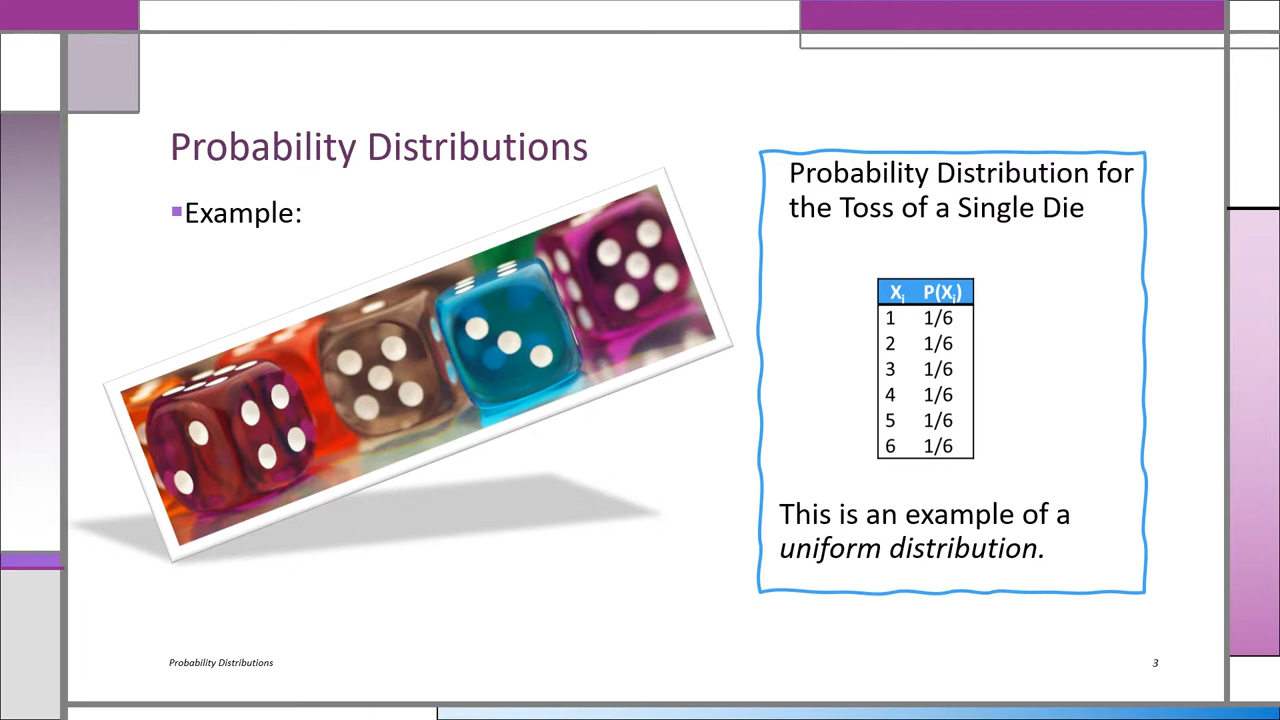 Probability Distributions
▪Example:
Probability Distribution for
the Toss of a Single Die
Xi P(Xi)
1 1/6
2 1/6
3 1/6
4 1/6
5 1/6
6 1/6
This is an example of a
uniform distribution.
Probability Distributions
3